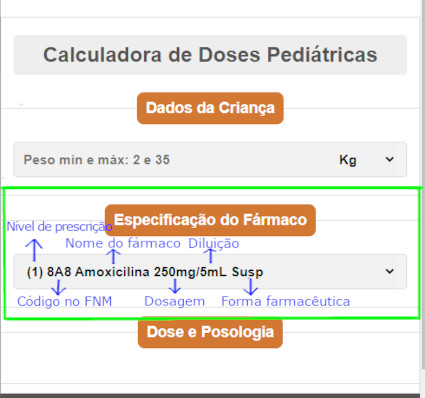 Calculadora de Doses Pediátricas
Dados da Criança
Peso min e máx: 2 e 35 Kg
Especificação do Fármaco
Nível de prescrição
Nome do fármaco Diluição
(1) 8A8 Amoxicilina 250mg/5mL Susp
Código no FNM Dosagem Forma farmacêutica
Dose e Posologia